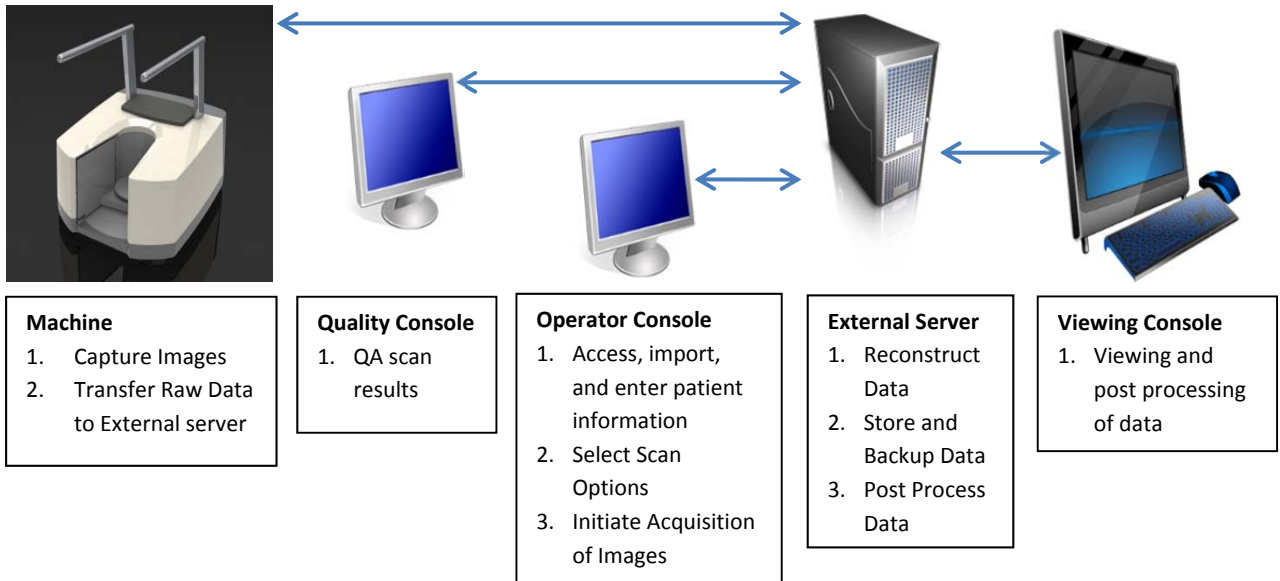 Machine
1. Capture Images
2. Transfer Raw Data
to External server
Quality Console
1. QA scan
results
Operator Console
1. Access, import,
and enter patient
information
2. Select Scan
Options
3. Initiate Acquisition
of Images
External Server
1. Reconstruct
Data
2. Store and
Backup Data
3. Post Process
Data
Viewing Console
1. Viewing and
post processing
of data